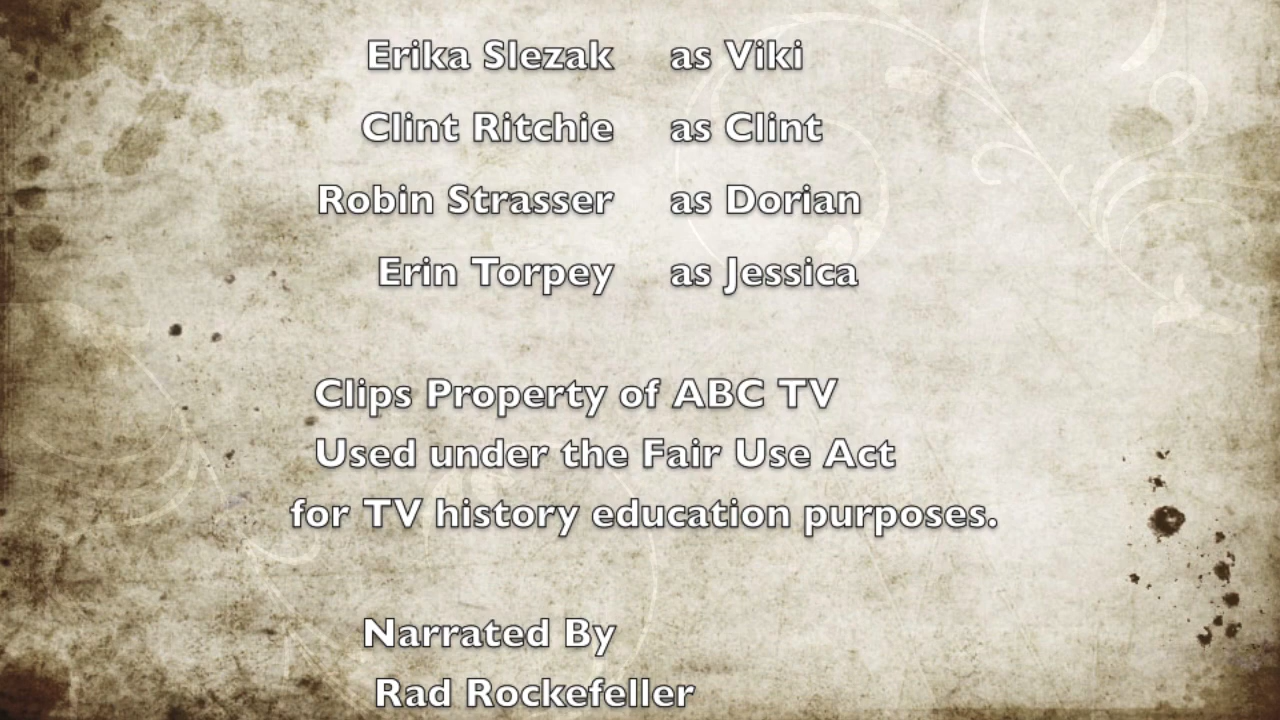 Erika Slezak as Viki
Clint Ritchie as Clint
Robin Strasser as Dorian
Erin Torpey as Jessica
Clips Property of ABC TV
Used under the Fair Use Act
for TV history education purposes.
Narrated By
Rad Rockefeller